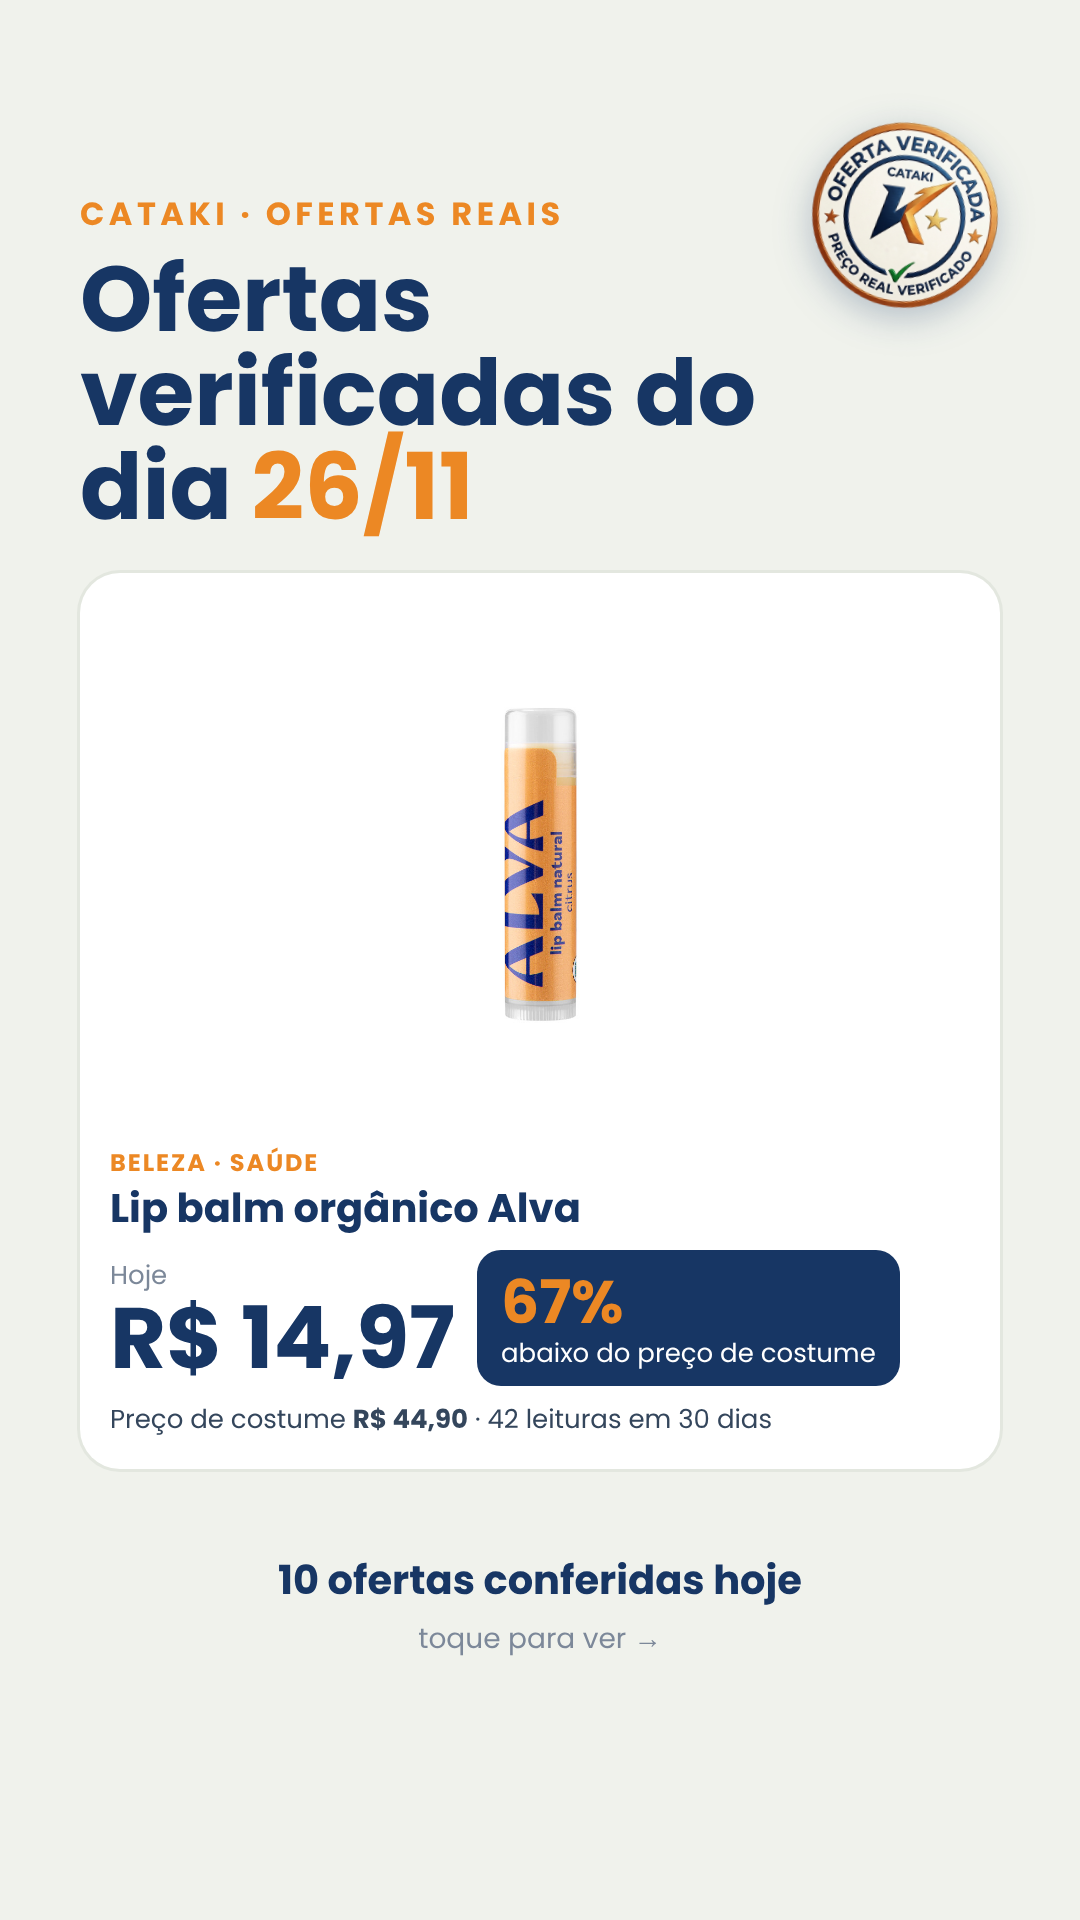 CATAKI · OFERTAS REAIS
OFERTA VERIFICADA
CATAKI
PREÇO REAL VERIFICADO
Ofertas
verificadas do
dia 26/11
ALVA
lip balm natural
citrus
BELEZA · SAÚDE
Lip balm orgânico Alva
Hoje
R$ 14,97
67%
abaixo do preço de costume
Preço de costume R$ 44,90 · 42 leituras em 30 dias
10 ofertas conferidas hoje
toque para ver →